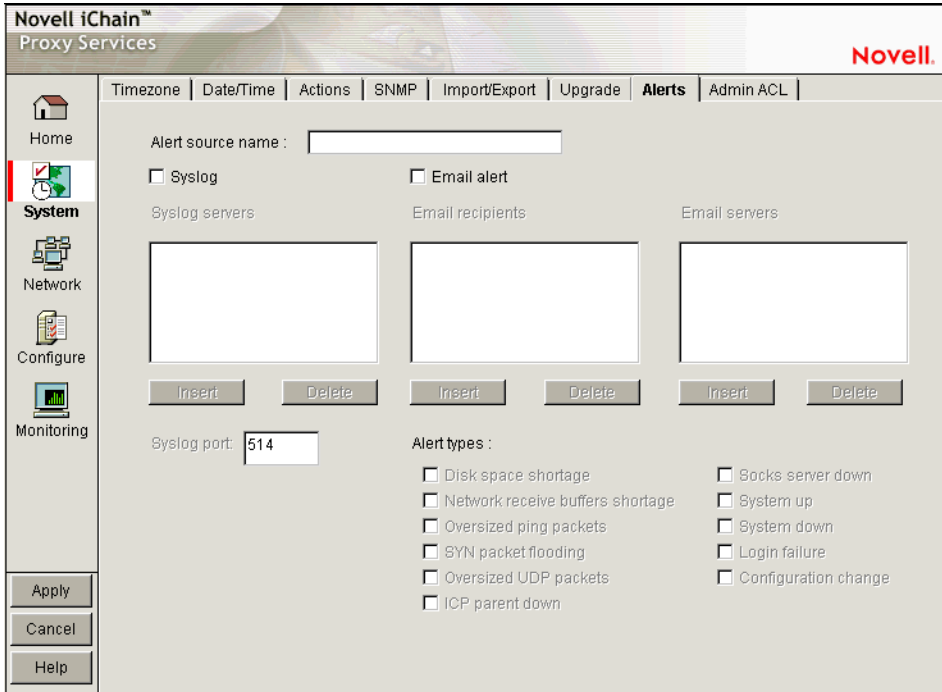 Novell iChain™
Proxy Services
Novell.
Timezone Date/Time Actions SNMP Import/Export Upgrade Alerts Admin ACL
Home
System
Network
Configure
Monitoring
Alert source name :
Syslog
Email alert
Syslog servers
Email recipients
Email servers
Insert Delete Insert Delete Insert Delete
Syslog port: 514
Alert types :
Disk space shortage
Network receive buffers shortage
Oversized ping packets
SYN packet flooding
Oversized UDP packets
ICP parent down
Socks server down
System up
System down
Login failure
Configuration change
Apply
Cancel
Help